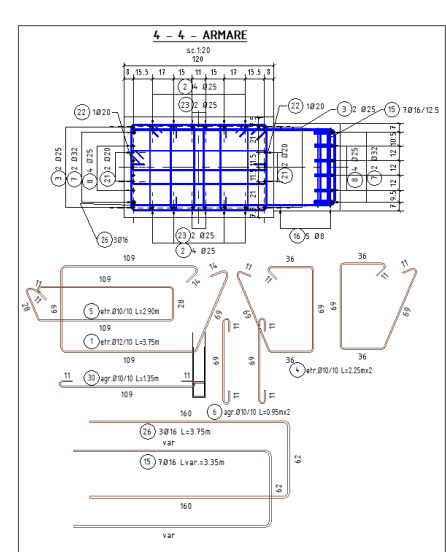 4 - 4 - ARMARE
sc.1:20
120
8 15.5 17 15 11 15 17 15.5 8
2 4 Ø25
23 2 Ø25
22 1Ø20
22 1Ø20
3 2 Ø25
15 7Ø16/12.5
3 2 Ø25
7 2 Ø32
8 4 Ø25
21 2 Ø20
21 2 Ø20
8 4 Ø25
7 2 Ø32
26 3Ø16
23 2 Ø25
2 4 Ø25
16 5 Ø8
109
14
14
11
36
36
11
109
11
11
28
69
28
69
69
69
69
69
5 etr.Ø10/10 L=2.90m
109
1 etr.Ø12/10 L=3.75m
109
11
11
11
36
36
4 etr.Ø10/10 L=2.25mx2
30 agr.Ø10/10 L=1.35m
109
69
69
11
11
6 agr.Ø10/10 L=0.95mx2
160
26 3Ø16 L=3.75m
var
15 7Ø16 Lvar.=3.35m
62
62
160
var